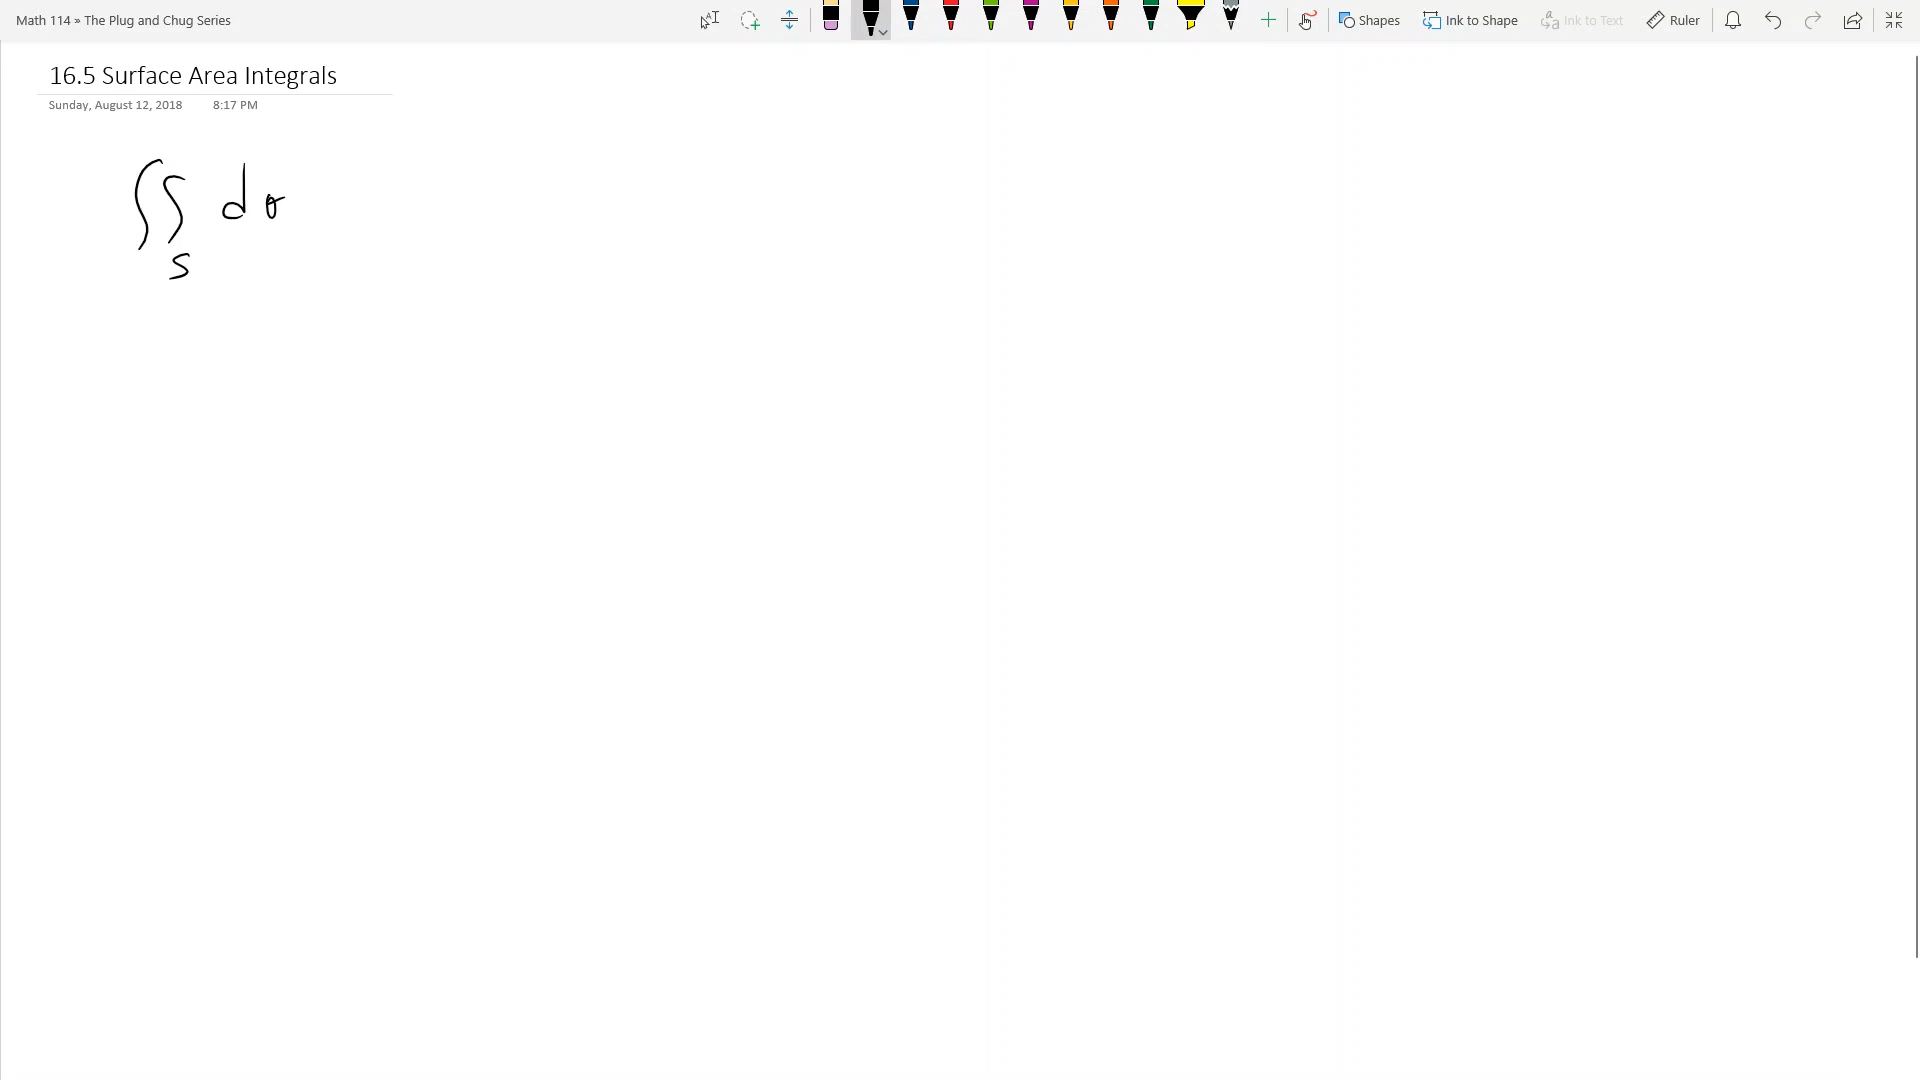 Math 114 » The Plug and Chug Series
Shapes
Ink to Shape
Ink to Text
Ruler
16.5 Surface Area Integrals
Sunday, August 12, 2018 8:17 PM
∬ dσ
S